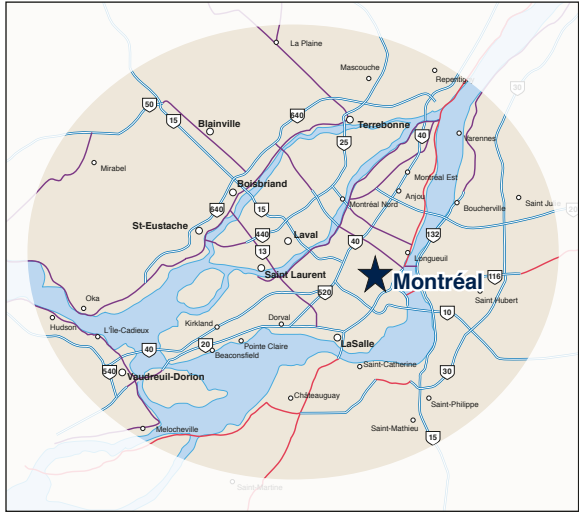 La Plaine
Mascouche
Repentig
30
50
15
640
Blainville
Terrebonne
40
Varennes
25
Mirabel
Montréal Est
Boisbriand
Anjou
Montréal Nord
Saint Ju
640
15
Boucherville
20
St-Eustache
440
Laval
40
132
13
Longueuil
Saint Laurent
116
Montréal
520
Saint Hubert
Oka
Hudson
L'Île-Cadieux
Kirkland
Dorval
10
20
Pointe Claire
LaSalle
40
Beaconsfield
Saint-Catherine
540
Vaudreuil-Dorion
30
Châteauguay
Saint-Philippe
Melocheville
Saint-Mathieu
15
Saint-Martine